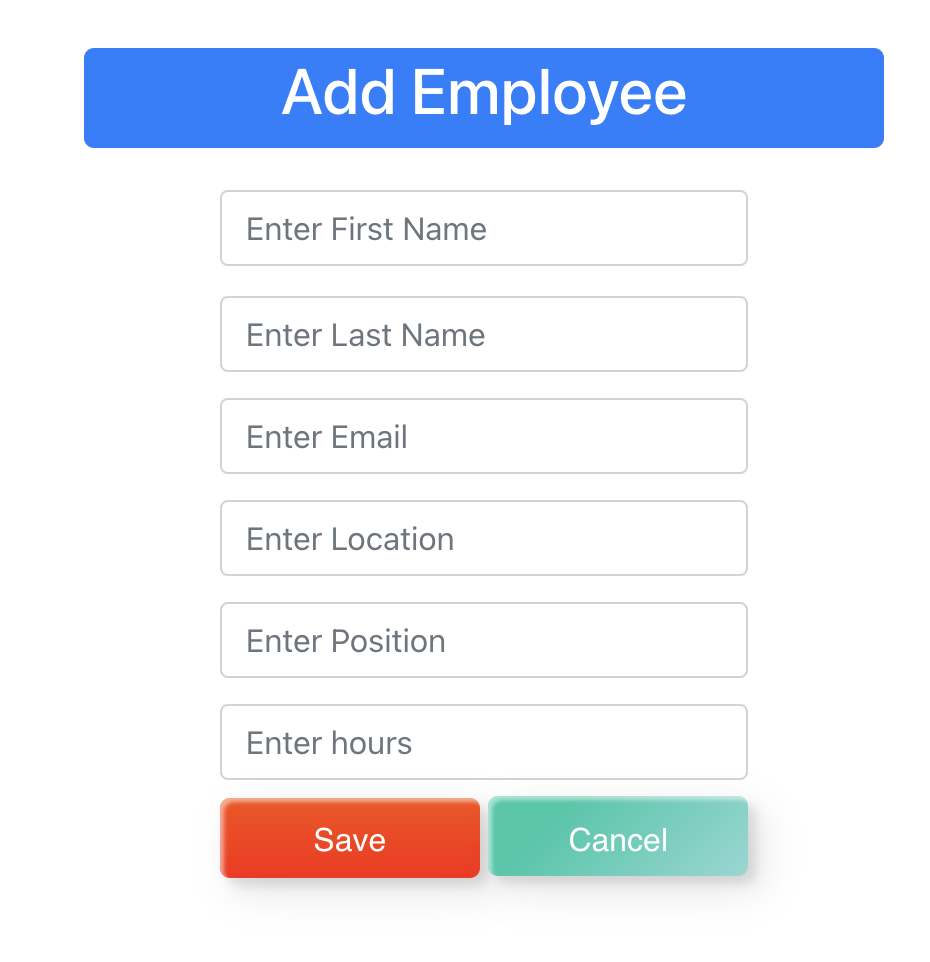 Add Employee
Enter First Name
Enter Last Name
Enter Email
Enter Location
Enter Position
Enter hours
Save
Cancel